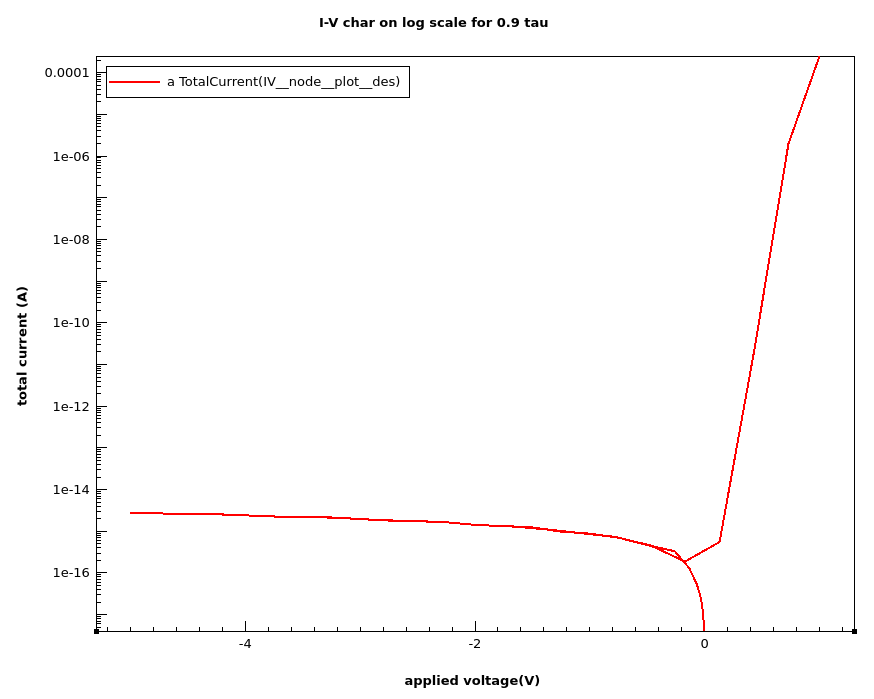 I-V char on log scale for 0.9 tau
0.0001
a TotalCurrent(IV__node__plot__des)
1e-06
1e-08
1e-10
total current (A)
1e-12
1e-14
1e-16
-4 -2 0
applied voltage(V)